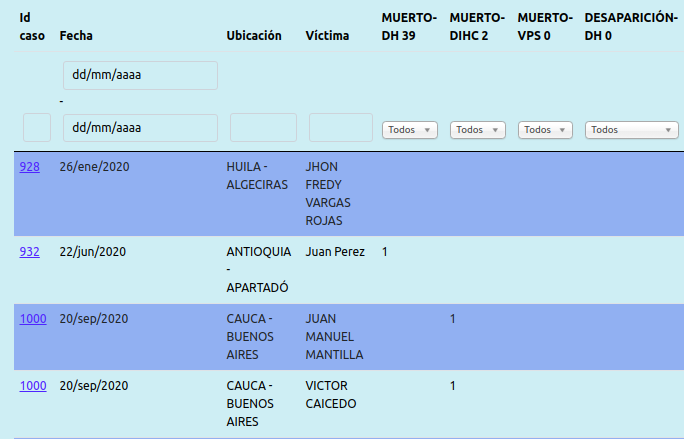 Id caso Fecha Ubicación Víctima MUERTO-DH 39 MUERTO-DIHC 2 MUERTO-VPS 0 DESAPARICIÓN-DH 0
dd/mm/aaaa
-
dd/mm/aaaa Todos Todos Todos Todos
928 26/ene/2020 HUILA - ALGECIRAS JHON FREDY VARGAS ROJAS
932 22/jun/2020 ANTIOQUIA - APARTADÓ Juan Perez 1
1000 20/sep/2020 CAUCA - BUENOS AIRES JUAN MANUEL MANTILLA 1
1000 20/sep/2020 CAUCA - BUENOS AIRES VICTOR CAICEDO 1